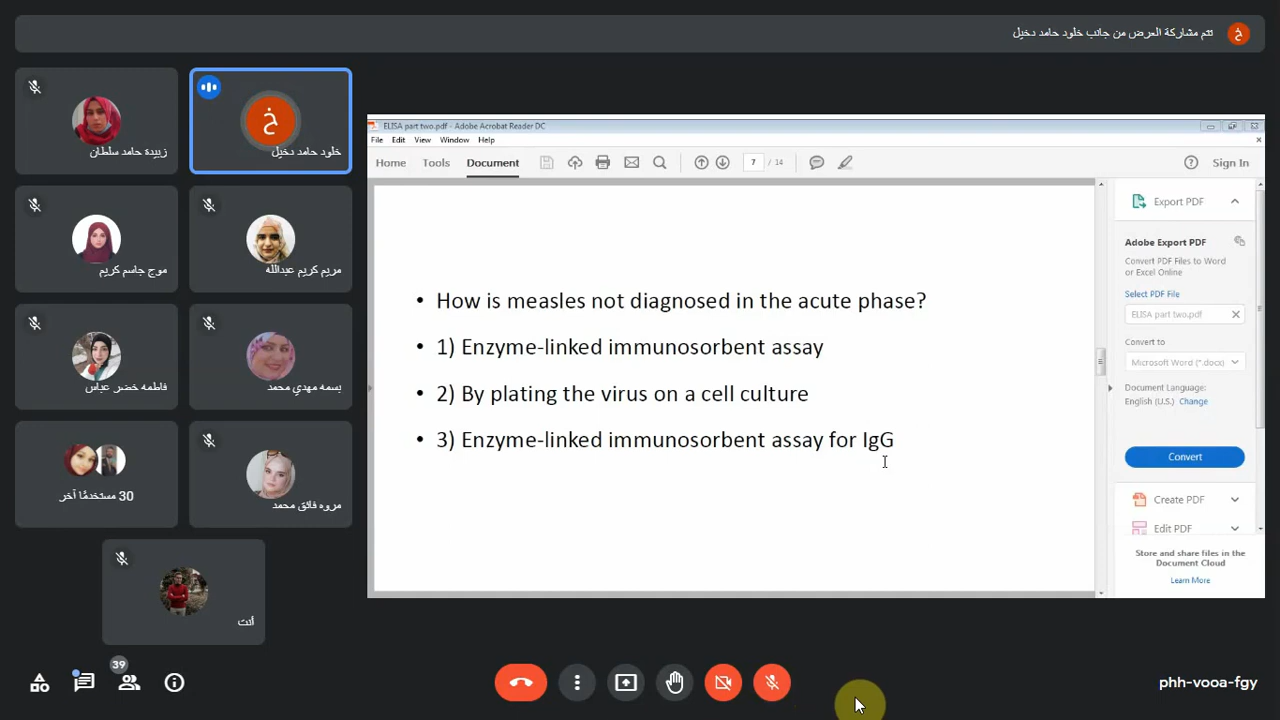 تتم مشاركة العرض من جانب خلود حامد دخيل
خ
زبيدة حامد سلطان
خ
خلود حامد دخيل
موج جاسم كريم
مريم كريم عبدالله
فاطمه خضر عباس
بسمه مهدي محمد
30 مستخدمًا آخر
مروه فائق محمد
أنت
ELISA part two.pdf - Adobe Acrobat Reader DC
File Edit View Window Help
Home Tools Document 7 / 14 Sign In
• How is measles not diagnosed in the acute phase?
• 1) Enzyme-linked immunosorbent assay
• 2) By plating the virus on a cell culture
• 3) Enzyme-linked immunosorbent assay for IgG
Export PDF
Adobe Export PDF
Convert PDF Files to Word
or Excel Online
Select PDF File
ELISA part two.pdf
Convert to
Microsoft Word (*.docx)
Document Language:
English (U.S.) Change
Convert
Create PDF
Edit PDF
Store and share files in the
Document Cloud
Learn More
39
phh-vooa-fgy